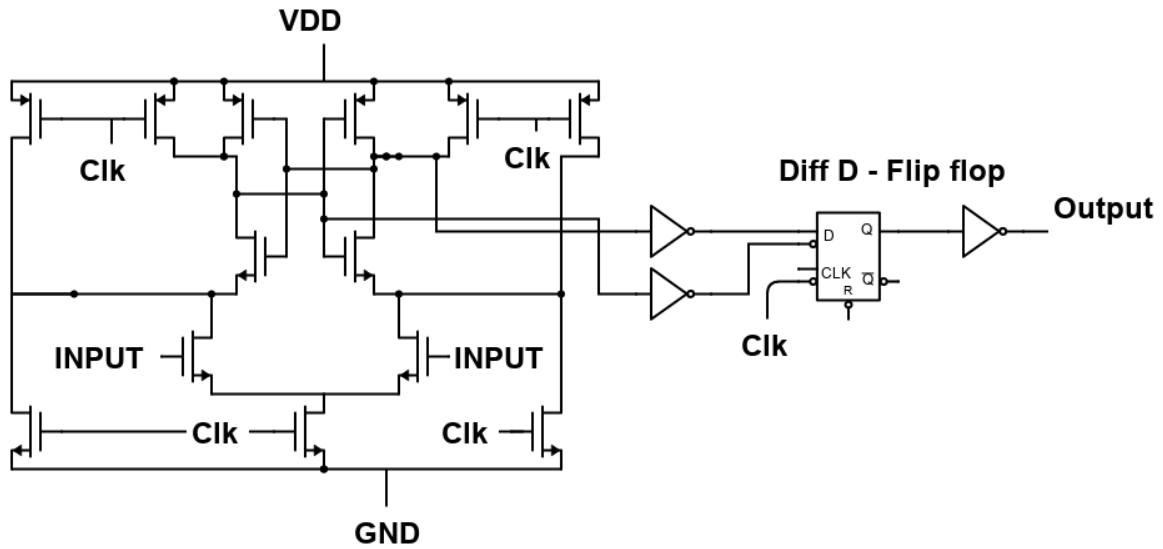 VDD
Clk
Clk
Diff D - Flip flop
Output
D
Q
CLK
Q̅
R
Clk
INPUT
INPUT
Clk
Clk
GND